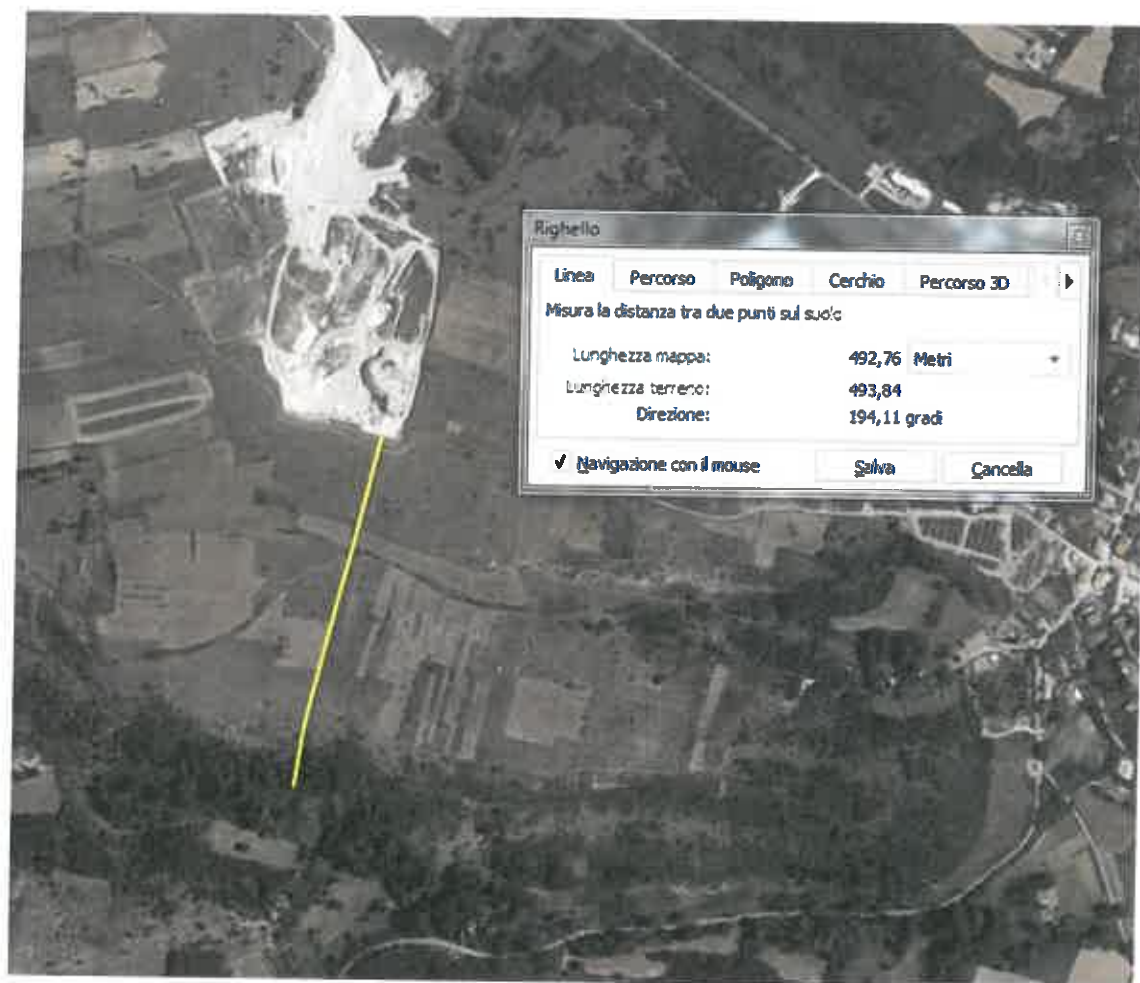 Righello
Linea Percorso Poligono Cerchio Percorso 3D
Misura la distanza tra due punti sul suolo
Lunghezza mappa: 492,76 Metri
Lunghezza terreno: 493,84
Direzione: 194,11 gradi
Navigazione con il mouse Salva Cancella